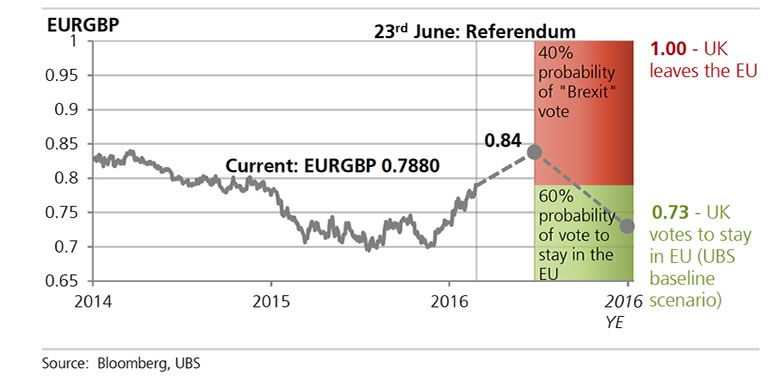 EURGBP
23rd June: Referendum
1
0.95
0.9
0.85
0.8
0.75
0.7
0.65
40%
probability
of "Brexit"
vote
1.00 - UK
leaves the EU
0.84
Current: EURGBP 0.7880
60%
probability
of vote to
stay in the
EU
0.73 - UK
votes to stay
in EU (UBS
baseline
scenario)
2014
2015
2016
2016
YE
Source: Bloomberg, UBS